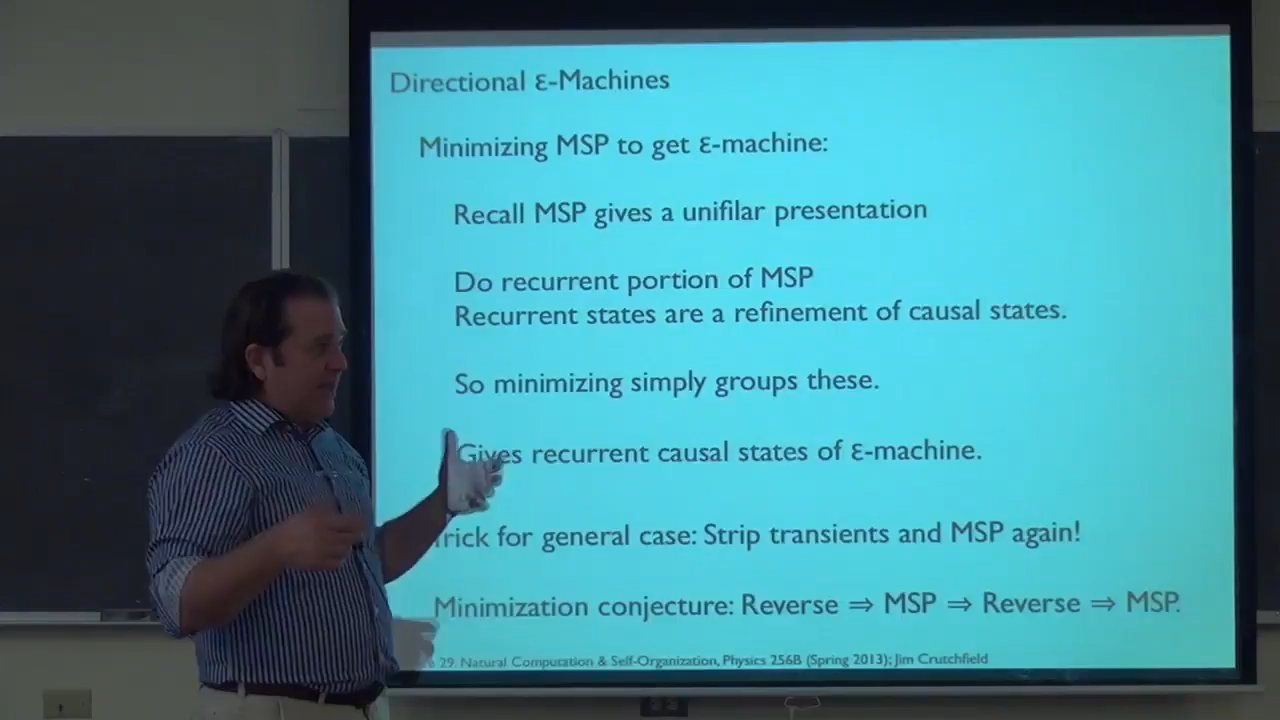 Directional ε-Machines
Minimizing MSP to get ε-machine:
Recall MSP gives a unifilar presentation
Do recurrent portion of MSP
Recurrent states are a refinement of causal states.
So minimizing simply groups these.
Gives recurrent causal states of ε-machine.
Trick for general case: Strip transients and MSP again!
Minimization conjecture: Reverse ⇒ MSP ⇒ Reverse ⇒ MSP.
29. Natural Computation & Self-Organization, Physics 256B (Spring 2013); Jim Crutchfield